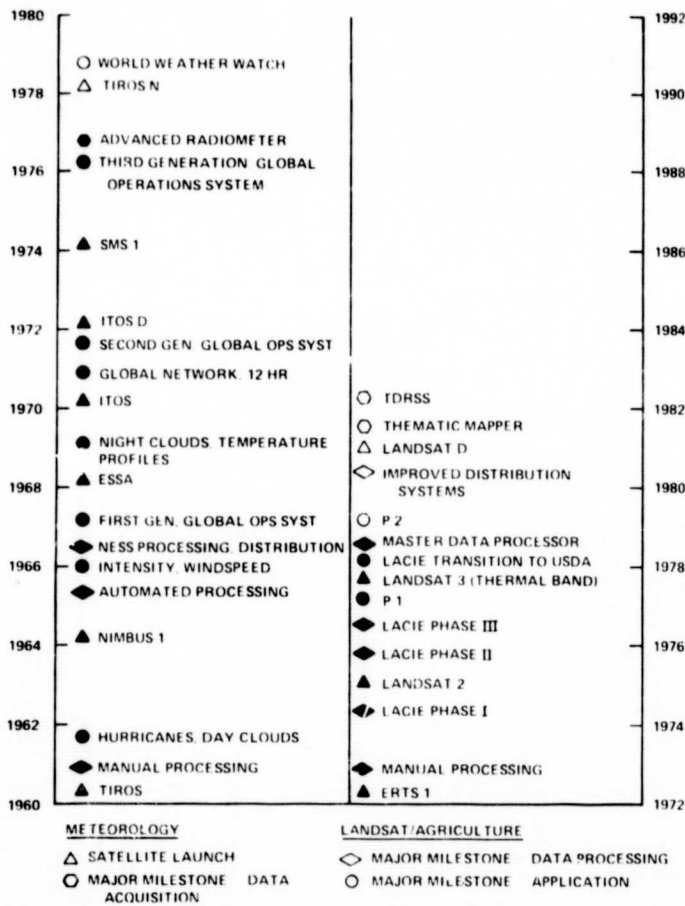 1980
1978
1976
1974
1972
1970
1968
1966
1964
1962
1960
WORLD WEATHER WATCH
TIROS N
ADVANCED RADIOMETER
THIRD GENERATION, GLOBAL
OPERATIONS SYSTEM
SMS 1
ITOS D
SECOND GEN. GLOBAL OPS SYST
GLOBAL NETWORK, 12 HR
ITOS
NIGHT CLOUDS, TEMPERATURE
PROFILES
ESSA
FIRST GEN. GLOBAL OPS SYST
NESS PROCESSING, DISTRIBUTION
INTENSITY, WINDSPEED
AUTOMATED PROCESSING
NIMBUS 1
HURRICANES, DAY CLOUDS
MANUAL PROCESSING
TIROS
TDRSS
THEMATIC MAPPER
LANDSAT D
IMPROVED DISTRIBUTION
SYSTEMS
P 2
MASTER DATA PROCESSOR
LACIE TRANSITION TO USDA
LANDSAT 3 (THERMAL BAND)
P 1
LACIE PHASE III
LACIE PHASE II
LANDSAT 2
LACIE PHASE I
MANUAL PROCESSING
ERTS 1
1992
1990
1988
1986
1984
1982
1980
1978
1976
1974
1972
METEOROLOGY
SATELLITE LAUNCH
MAJOR MILESTONE DATA
ACQUISITION
LANDSAT/AGRICULTURE
MAJOR MILESTONE DATA PROCESSING
MAJOR MILESTONE APPLICATION